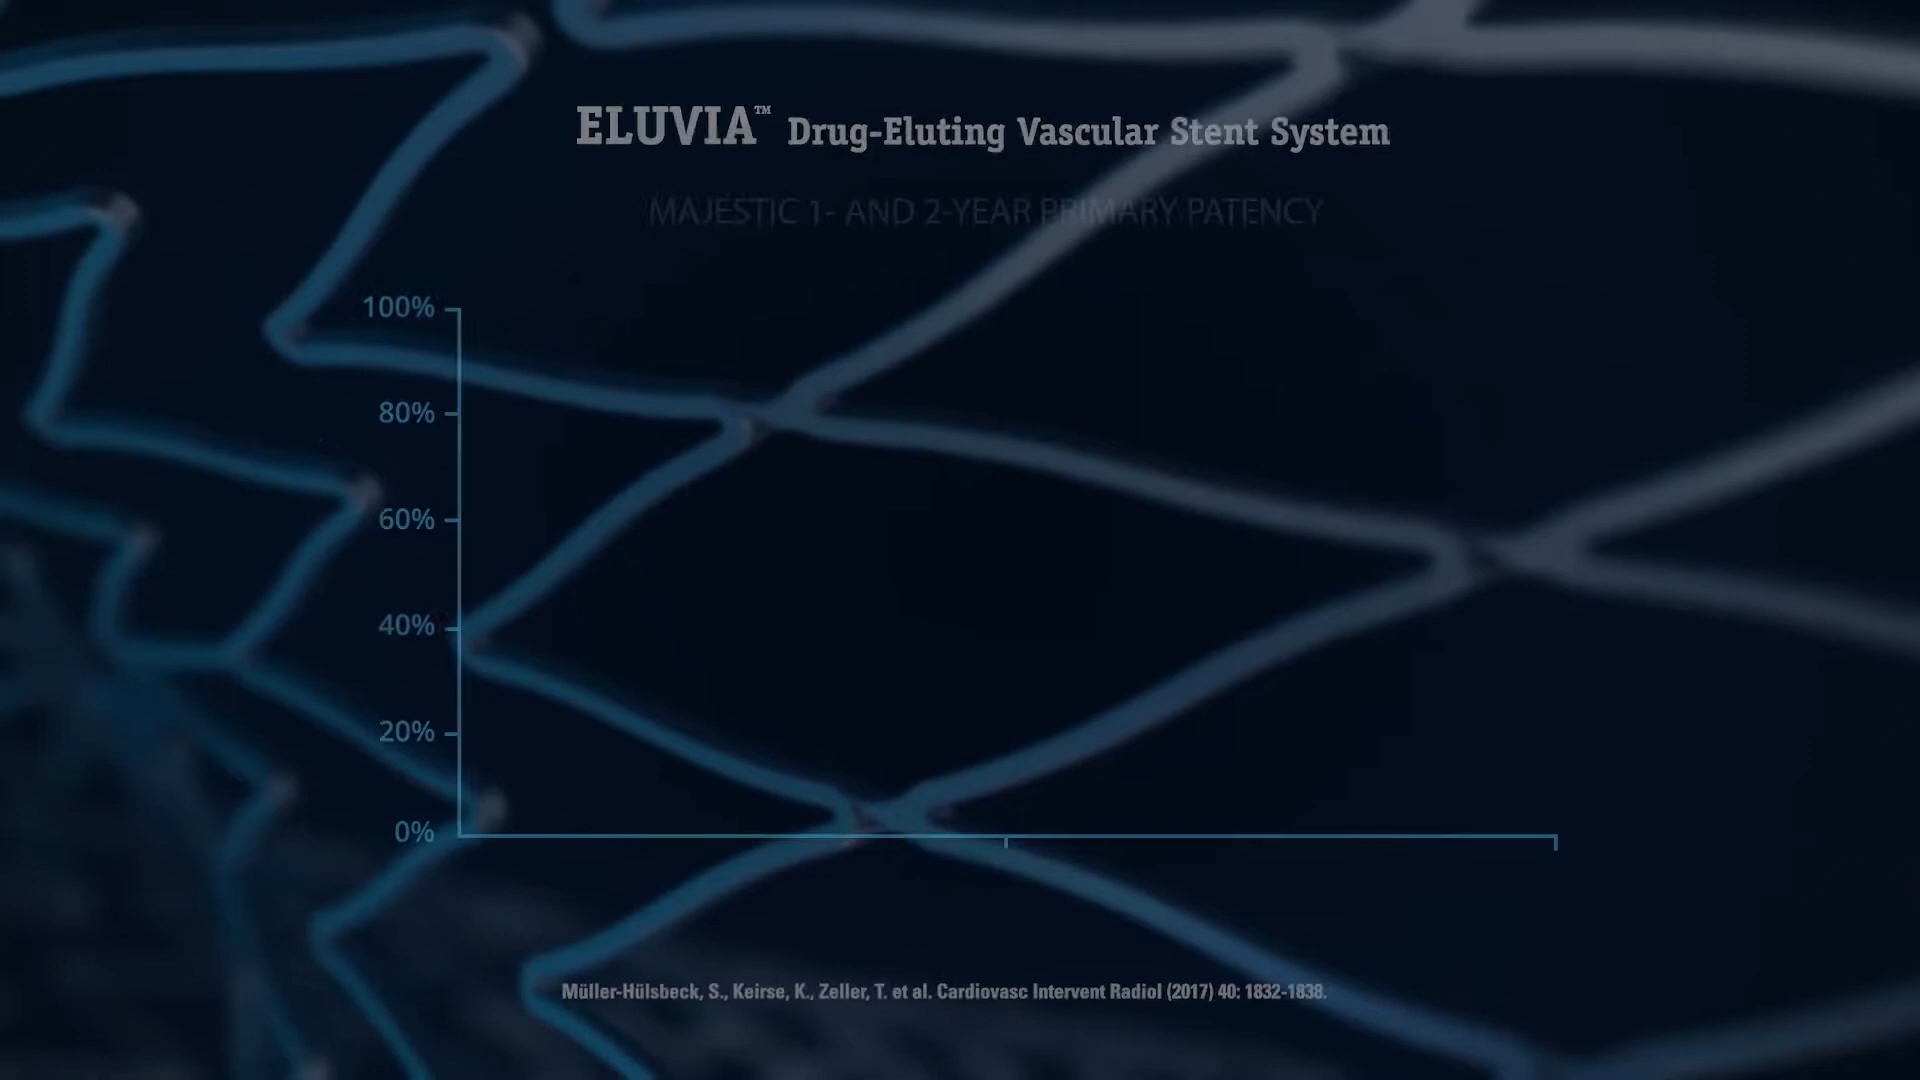 ELUVIA™ Drug-Eluting Vascular Stent System
MAJESTIC 1- AND 2-YEAR PRIMARY PATENCY
100%
80%
60%
40%
20%
0%
Müller-Hülsbeck, S., Keirse, K., Zeller, T. et al. Cardiovasc Intervent Radiol (2017) 40: 1832-1838.